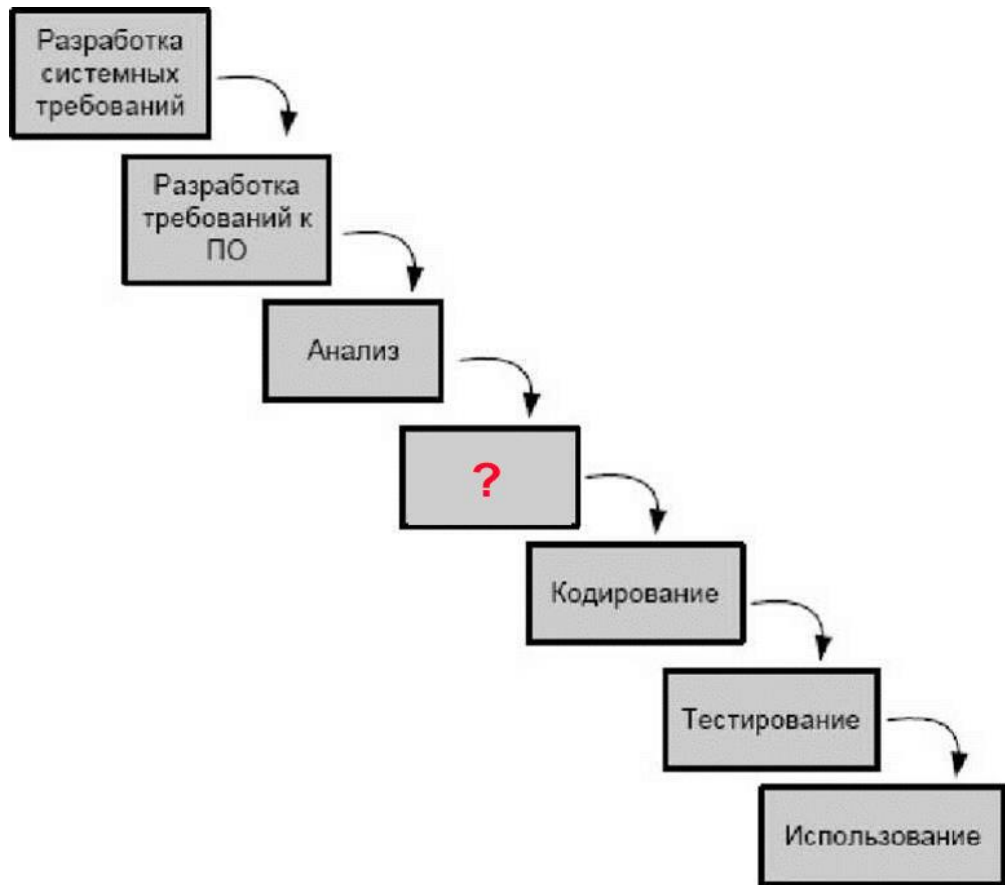 Разработка
системных
требований
Разработка
требований к
ПО
Анализ
?
Кодирование
Тестирование
Использование